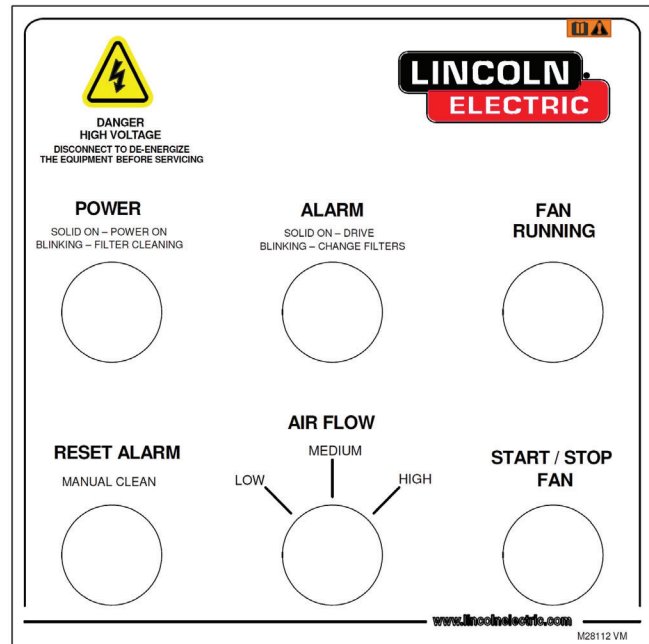 LINCOLN
ELECTRIC
DANGER
HIGH VOLTAGE
DISCONNECT TO DE-ENERGIZE
THE EQUIPMENT BEFORE SERVICING
POWER
SOLID ON – POWER ON
BLINKING – FILTER CLEANING
ALARM
SOLID ON – DRIVE
BLINKING – CHANGE FILTERS
FAN
RUNNING
RESET ALARM
MANUAL CLEAN
AIR FLOW
LOW
MEDIUM
HIGH
START / STOP
FAN
www.lincolnelectric.com
M28112 VM